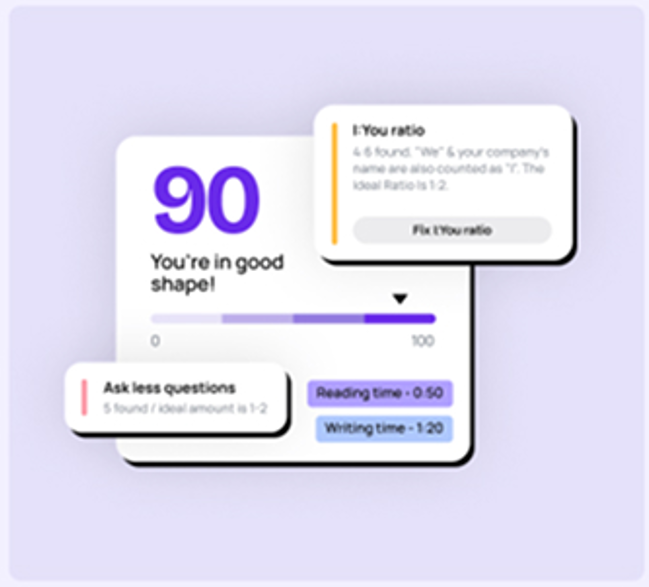 I:You ratio
4:6 found. "We" & your company's
name are also counted as "I". The
Ideal Ratio is 1:2.
Fix I:You ratio
90
You're in good
shape!
0
100
Ask less questions
5 found / ideal amount is 1-2
Reading time - 0:50
Writing time - 1:20